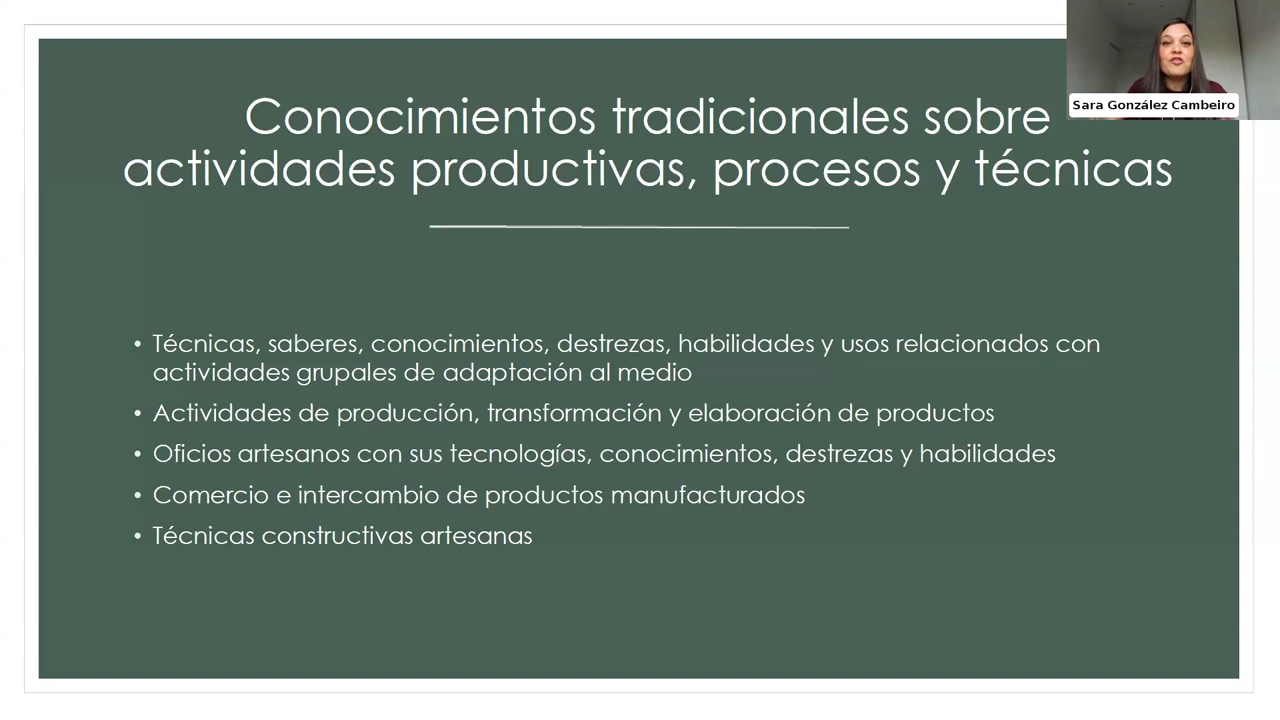 Sara González Cambeiro
Conocimientos tradicionales sobre
actividades productivas, procesos y técnicas
• Técnicas, saberes, conocimientos, destrezas, habilidades y usos relacionados con
actividades grupales de adaptación al medio
• Actividades de producción, transformación y elaboración de productos
• Oficios artesanos con sus tecnologías, conocimientos, destrezas y habilidades
• Comercio e intercambio de productos manufacturados
• Técnicas constructivas artesanas